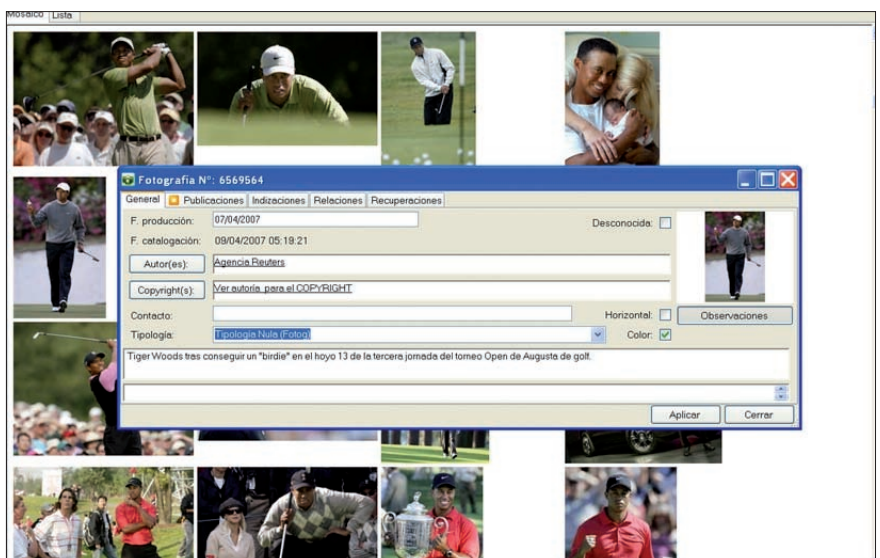 Mosaico Lista
Fotografía Nº: 6569564
General Publicaciones Indizaciones Relaciones Recuperaciones
F. producción: 07/04/2007 Desconocida:
F. catalogación: 09/04/2007 05:19:21
Autor(es): Agencia Reuters
Copyright(s): Ver autoría para el COPYRIGHT
Contacto: Horizontal: Observaciones
Tipología: Tipología Nula (Fotog) Color:
Tiger Woods tras conseguir un "birdie" en el hoyo 13 de la tercera jornada del torneo Open de Augusta de golf.
Aplicar Cerrar